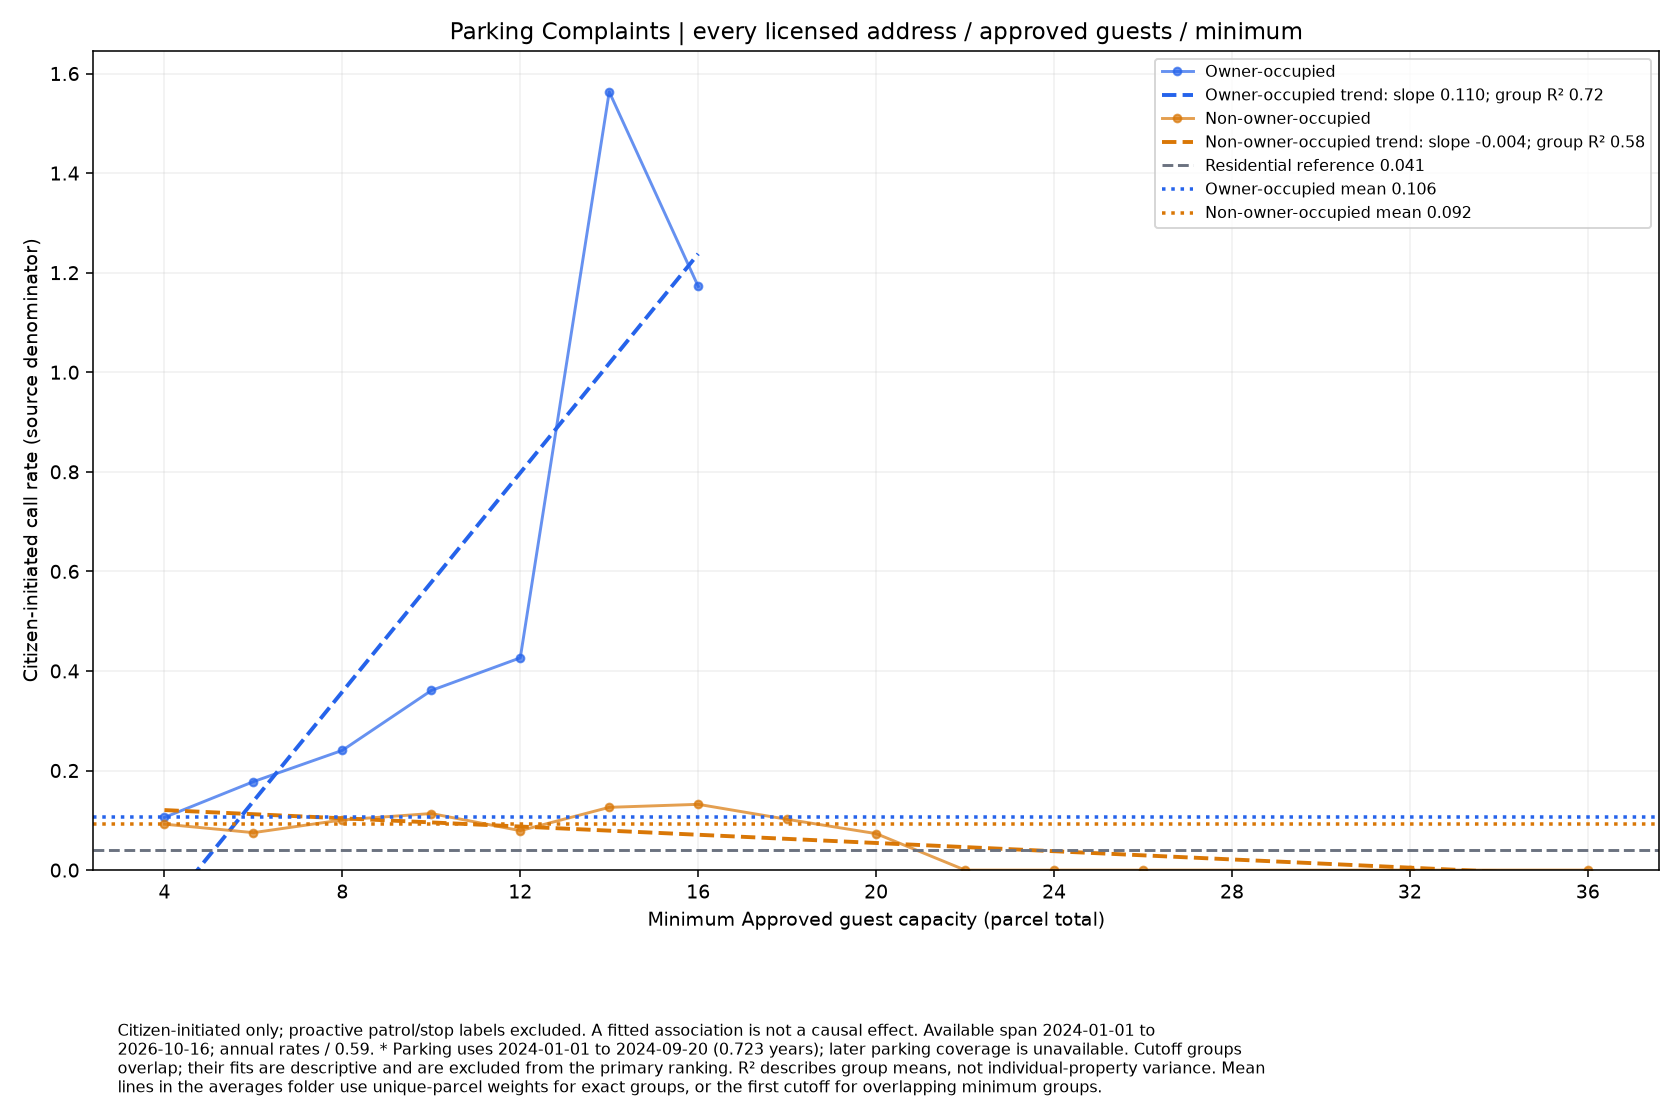 Parking Complaints | every licensed address / approved guests / minimum
Owner-occupied
Owner-occupied trend: slope 0.110; group R² 0.72
Non-owner-occupied
Non-owner-occupied trend: slope -0.004; group R² 0.58
Residential reference 0.041
Owner-occupied mean 0.106
Non-owner-occupied mean 0.092
Citizen-initiated call rate (source denominator)
1.6
1.4
1.2
1.0
0.8
0.6
0.4
0.2
0.0
4 8 12 16 20 24 28 32 36
Minimum Approved guest capacity (parcel total)
Citizen-initiated only; proactive patrol/stop labels excluded. A fitted association is not a causal effect. Available span 2024-01-01 to
2026-10-16; annual rates / 0.59. * Parking uses 2024-01-01 to 2024-09-20 (0.723 years); later parking coverage is unavailable. Cutoff groups
overlap; their fits are descriptive and are excluded from the primary ranking. R² describes group means, not individual-property variance. Mean
lines in the averages folder use unique-parcel weights for exact groups, or the first cutoff for overlapping minimum groups.